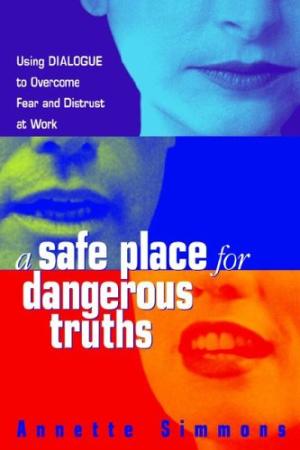 Using DIALOGUE
to Overcome
Fear and Distrust
at Work
a safe place for
dangerous
truths
Annette Simmons